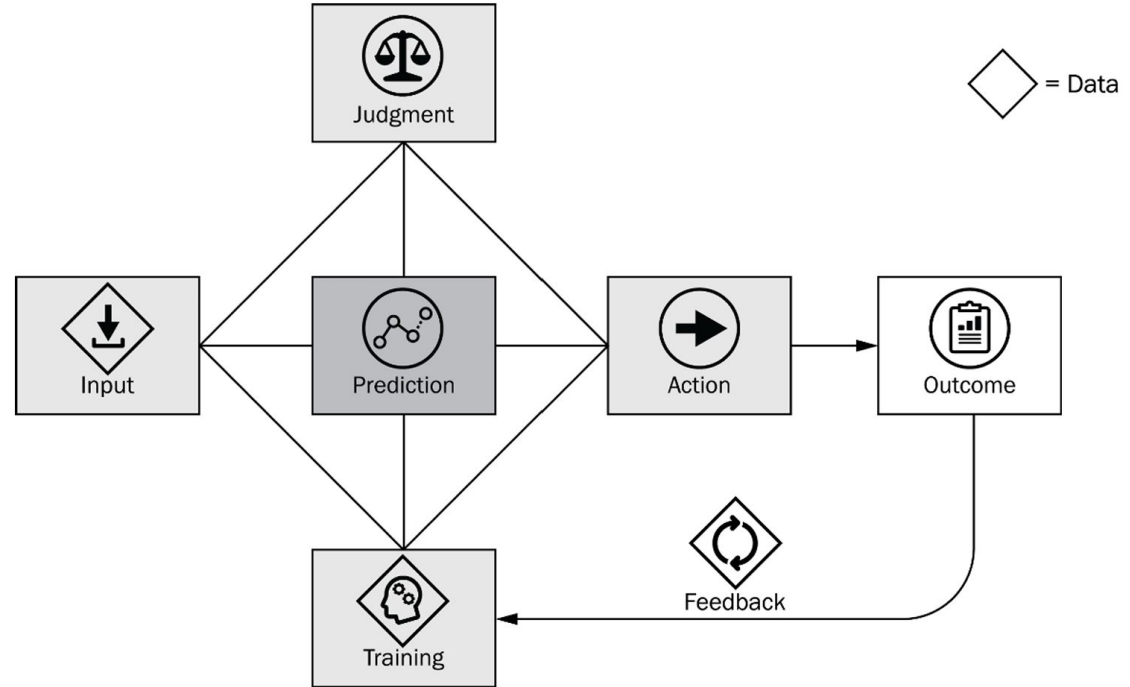 Judgment
= Data
Input
Prediction
Action
Outcome
Feedback
Training